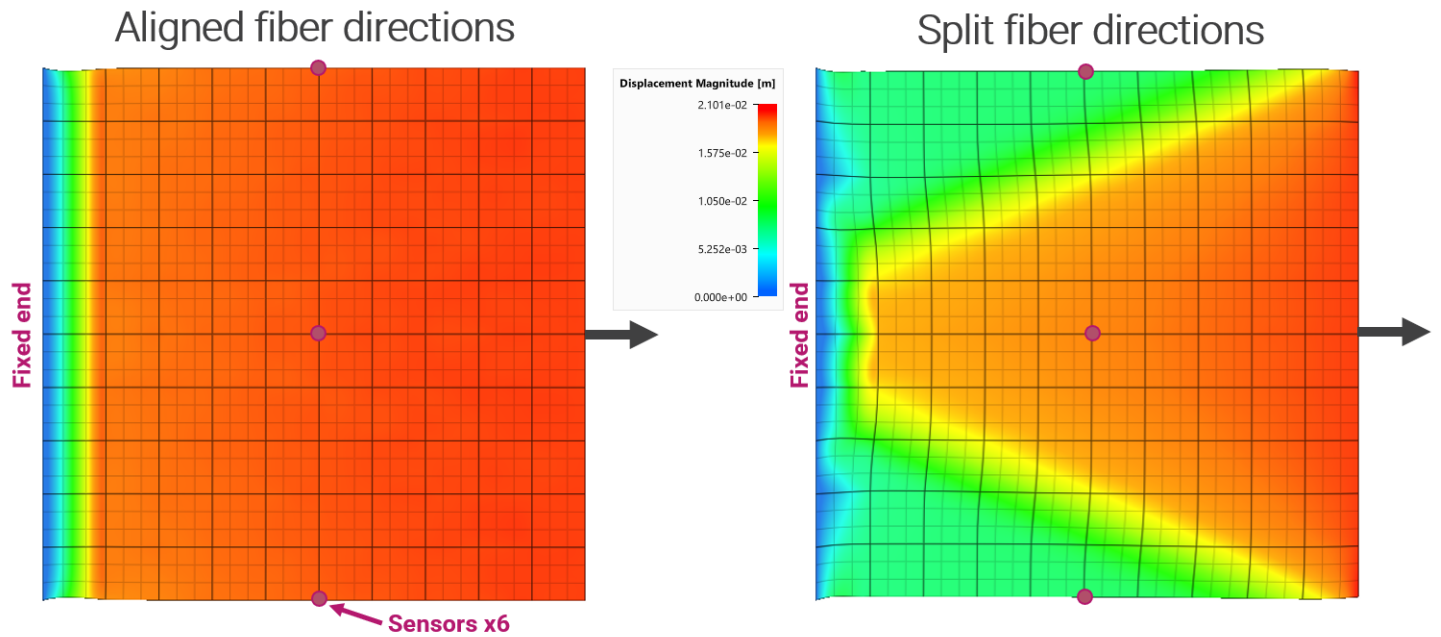 Aligned fiber directions
Split fiber directions
Displacement Magnitude [m]
2.101e-02
1.575e-02
1.050e-02
5.252e-03
0.000e+00
Fixed end
Fixed end
Sensors x6